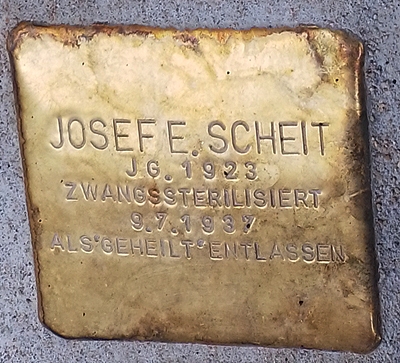 JOSEF E. SCHEIT
JG. 1923
ZWANGSSTERILISIERT
9.7.1937
ALS "GEHEILT" ENTLASSEN